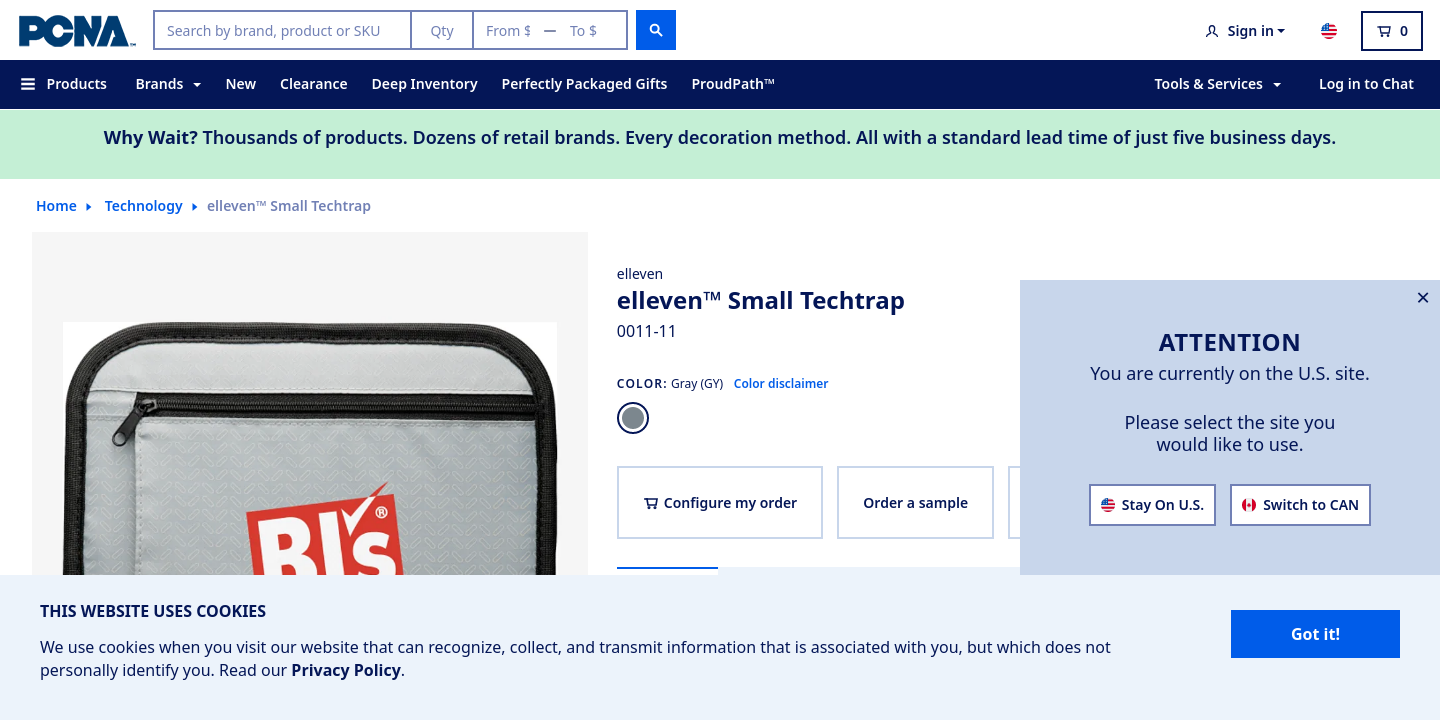 PCNA™
Search by brand, product or SKU
Qty
From $ — To $
Sign in
0
Products
Brands
New
Clearance
Deep Inventory
Perfectly Packaged Gifts
ProudPath™
Tools & Services
Log in to Chat
Why Wait? Thousands of products. Dozens of retail brands. Every decoration method. All with a standard lead time of just five business days.
Home
Technology
elleven™ Small Techtrap
elleven
elleven™ Small Techtrap
0011-11
COLOR: Gray (GY) Color disclaimer
Configure my order
Order a sample
BJ's®
×
ATTENTION
You are currently on the U.S. site.
Please select the site you
would like to use.
Stay On U.S.
Switch to CAN
THIS WEBSITE USES COOKIES
We use cookies when you visit our website that can recognize, collect, and transmit information that is associated with you, but which does not
personally identify you. Read our Privacy Policy.
Got it!